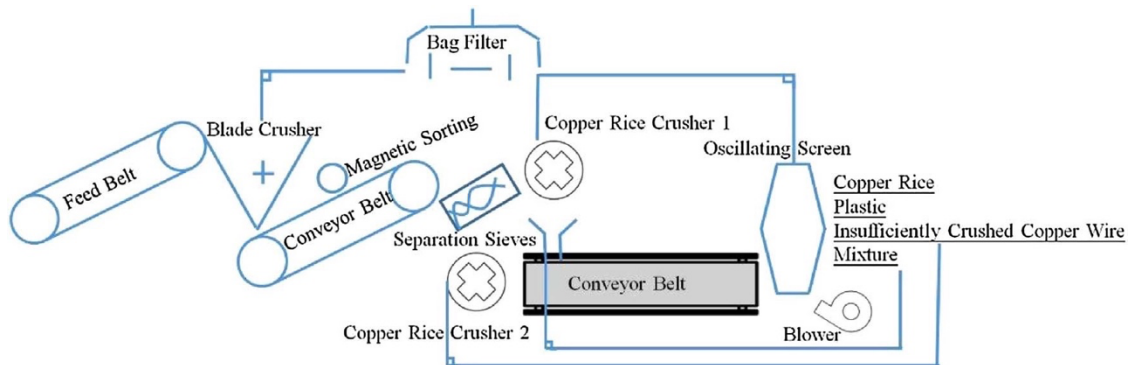 Bag Filter
Blade Crusher
Magnetic Sorting
Copper Rice Crusher 1
Oscillating Screen
Feed Belt
Conveyor Belt
Copper Rice
Plastic
Insufficiently Crushed Copper Wire
Mixture
Separation Sieves
Conveyor Belt
Copper Rice Crusher 2
Blower